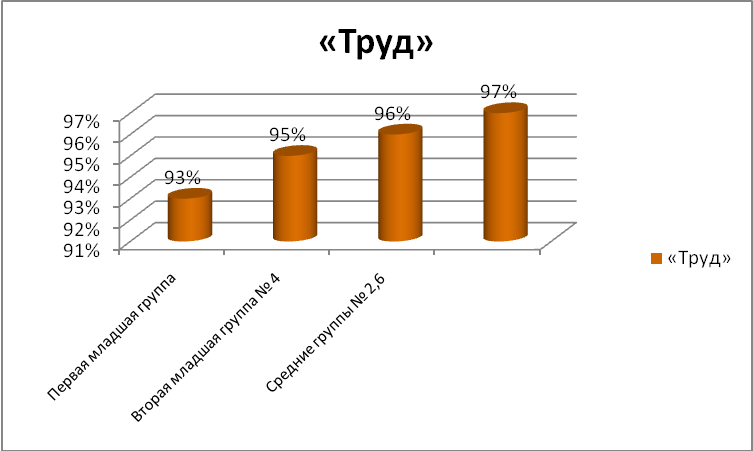 «Труд»
97%
96%
95%
94%
93%
92%
91%
93%
95%
96%
97%
Первая младшая группа
Вторая младшая группа № 4
Средние группы № 2,6
«Труд»